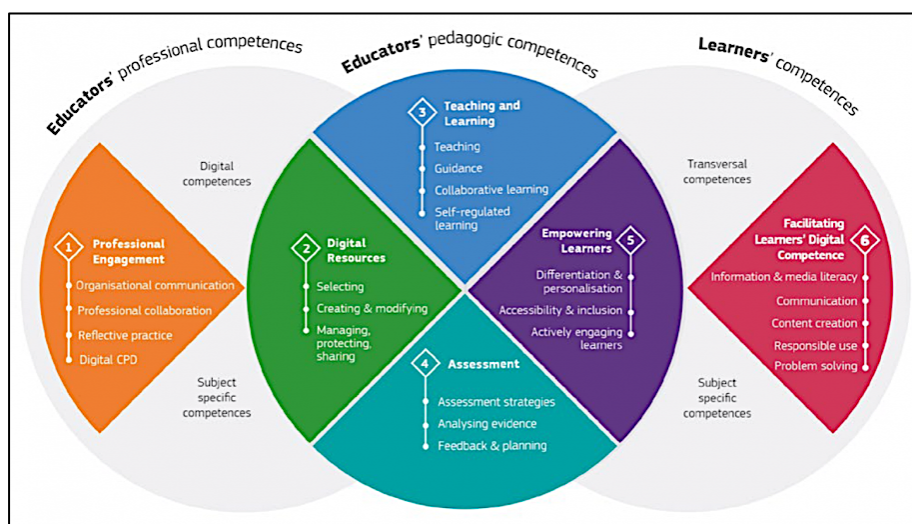 Educators' professional competences
Educators' pedagogic competences
Learners' competences
Digital
competences
Subject
specific
competences
1
Professional
Engagement
Organisational communication
Professional collaboration
Reflective practice
Digital CPD
2
Digital
Resources
Selecting
Creating & modifying
Managing,
protecting,
sharing
3
Teaching and
Learning
Teaching
Guidance
Collaborative learning
Self-regulated
learning
4
Assessment
Assessment strategies
Analysing evidence
Feedback & planning
Empowering
Learners
5
Differentiation &
personalisation
Accessibility & inclusion
Actively engaging
learners
Transversal
competences
Subject
specific
competences
Facilitating
Learners' Digital
Competence
6
Information & media literacy
Communication
Content creation
Responsible use
Problem solving